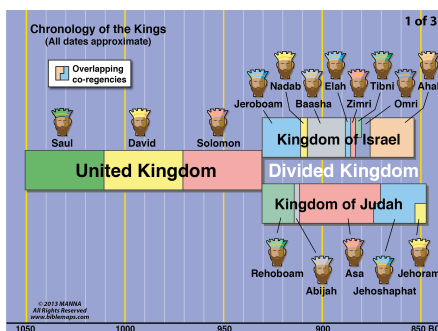 Chronology of the Kings
(All dates approximate)
1 of 3
Overlapping
co-regencies
Nadab Elah Tibni Ahab
Jeroboam Baasha Zimri Omri
Saul David Solomon
Kingdom of Israel
United Kingdom Divided Kingdom
Kingdom of Judah
Rehoboam Asa Jehoram
Abijah Jehoshaphat
© 2013 MANNA
All Rights Reserved
www.biblemaps.com
1050 1000 950 900 850 BC